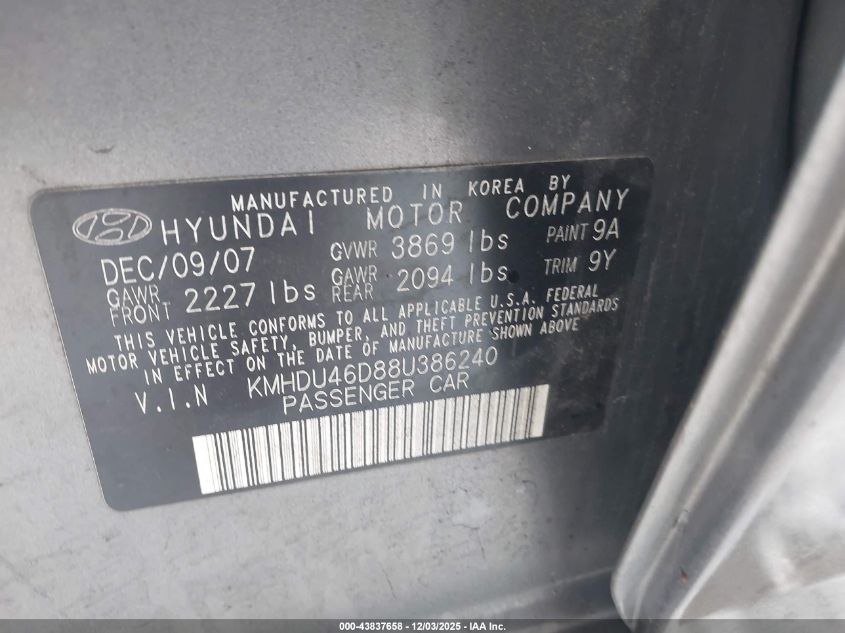 MANUFACTURED IN KOREA BY
HYUNDAI MOTOR COMPANY
DEC/09/07 GVWR 3869 lbs PAINT 9A
GAWR FRONT 2227 lbs GAWR REAR 2094 lbs TRIM 9Y
THIS VEHICLE CONFORMS TO ALL APPLICABLE U.S.A. FEDERAL
MOTOR VEHICLE SAFETY, BUMPER, AND THEFT PREVENTION STANDARDS
IN EFFECT ON THE DATE OF MANUFACTURE SHOWN ABOVE
V.I.N KMHDU46D88U386240
PASSENGER CAR
000-43837658 - 12/03/2025 - IAA Inc.